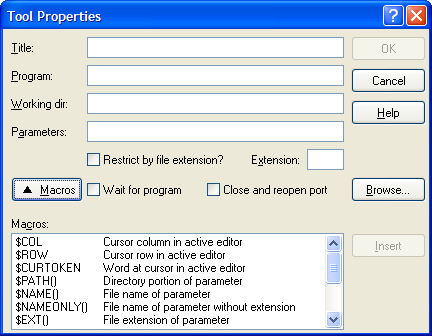 Tool Properties
Title:
OK
Program:
Cancel
Working dir:
Help
Parameters:
Restrict by file extension? Extension:
Macros Wait for program Close and reopen port Browse...
Macros:
$COL Cursor column in active editor
Insert
$ROW Cursor row in active editor
$CURTOKEN Word at cursor in active editor
$PATH() Directory portion of parameter
$NAME() File name of parameter
$NAMEONLY() File name of parameter without extension
$EXT() File extension of parameter